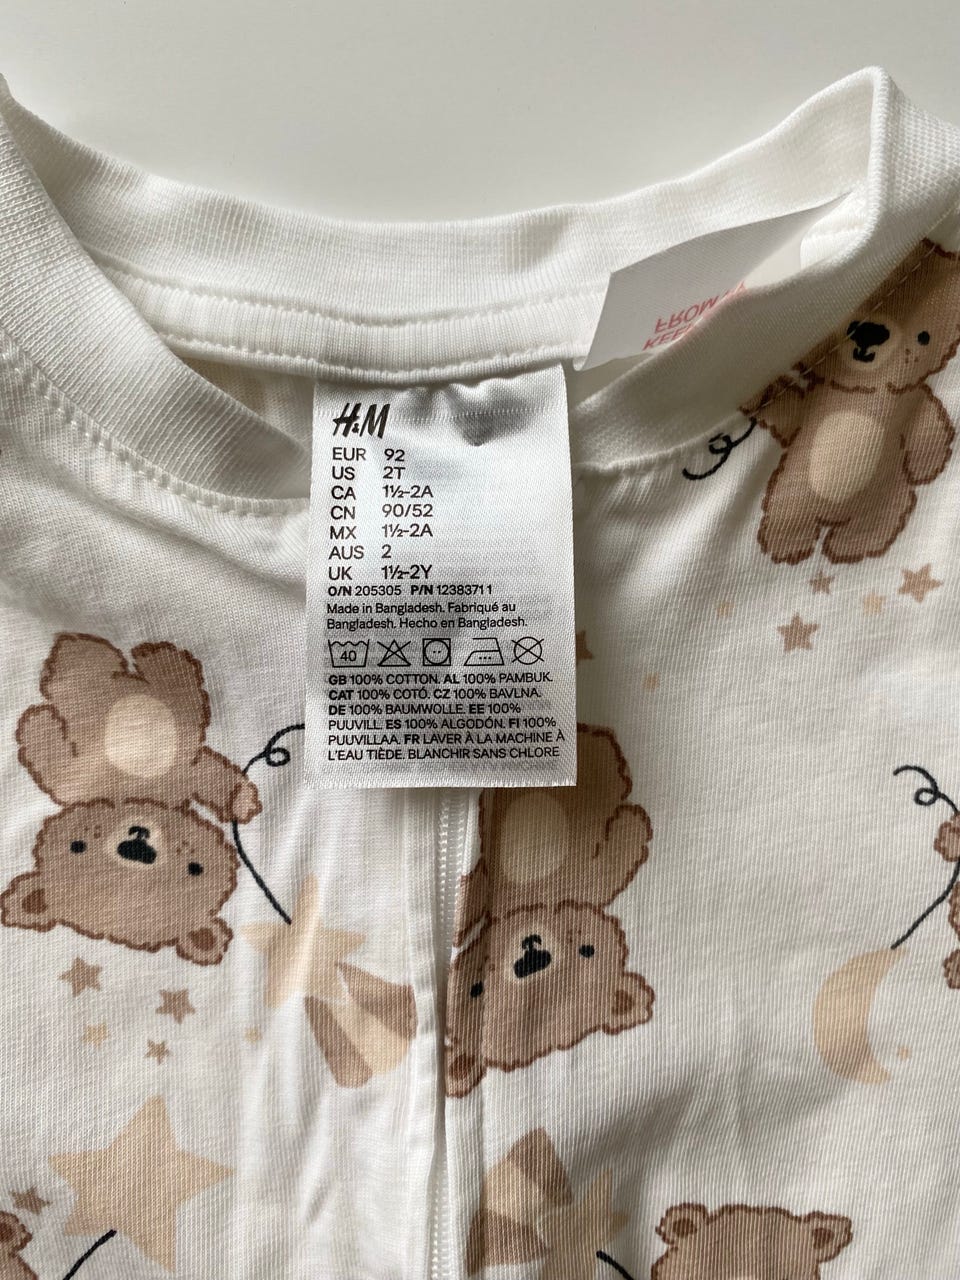 FROM
H&M
EUR 92
US 2T
CA 1½-2A
CN 90/52
MX 1½-2A
AUS 2
UK 1½-2Y
O/N 205305 P/N 1238371 1
Made in Bangladesh. Fabriqué au
Bangladesh. Hecho en Bangladesh.
40
GB 100% COTTON. AL 100% PAMBUK.
CAT 100% COTÓ. CZ 100% BAVLNA.
DE 100% BAUMWOLLE. EE 100%
PUUVILL. ES 100% ALGODÓN. FI 100%
PUUVILLAA. FR LAVER À LA MACHINE À
L'EAU TIÈDE. BLANCHIR SANS CHLORE